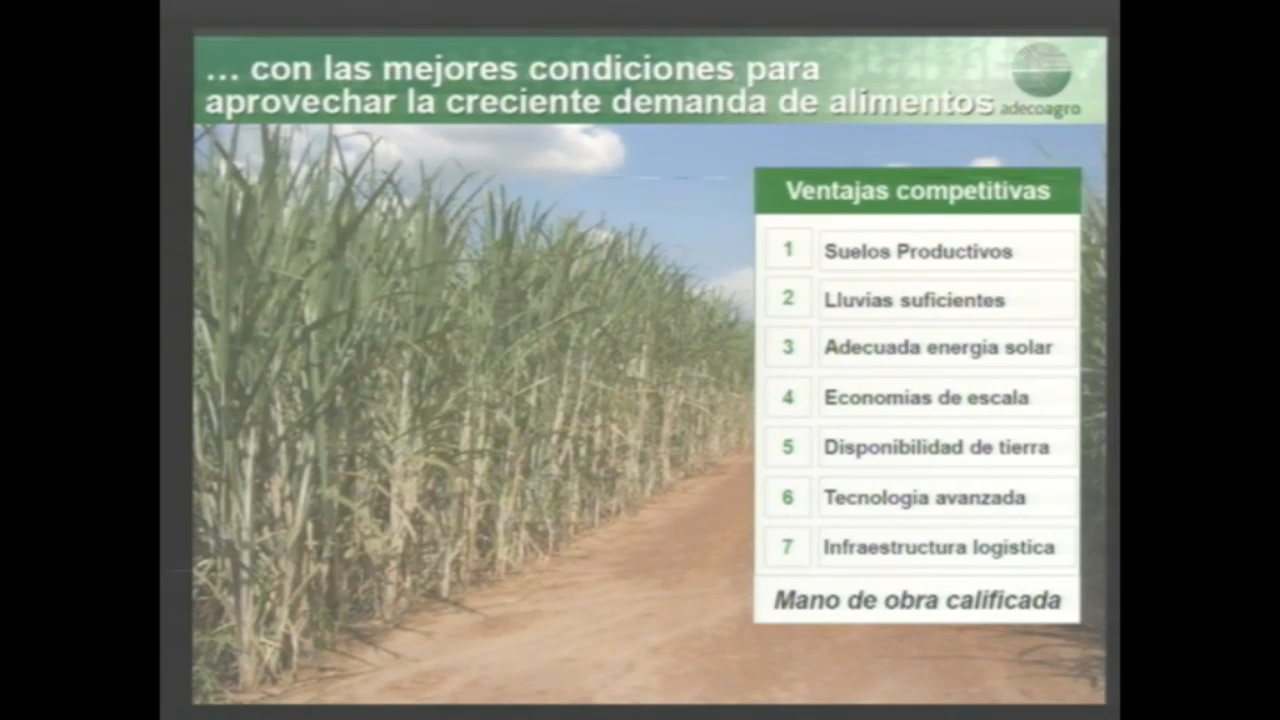 ... con las mejores condiciones para
aprovechar la creciente demanda de alimentos
adecoagro
Ventajas competitivas
1 Suelos Productivos
2 Lluvias suficientes
3 Adecuada energia solar
4 Economias de escala
5 Disponibilidad de tierra
6 Tecnologia avanzada
7 Infraestructura logistica
Mano de obra calificada